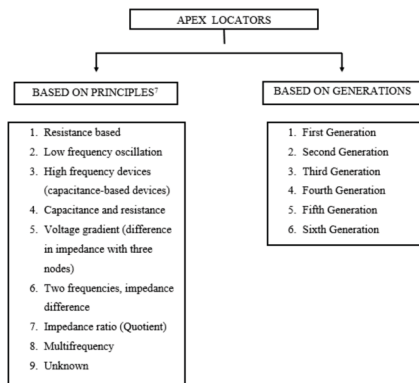 APEX LOCATORS
BASED ON PRINCIPLES⁷
1. Resistance based
2. Low frequency oscillation
3. High frequency devices
(capacitance-based devices)
4. Capacitance and resistance
5. Voltage gradient (difference
in impedance with three
nodes)
6. Two frequencies, impedance
difference
7. Impedance ratio (Quotient)
8. Multifrequency
9. Unknown
BASED ON GENERATIONS
1. First Generation
2. Second Generation
3. Third Generation
4. Fourth Generation
5. Fifth Generation
6. Sixth Generation